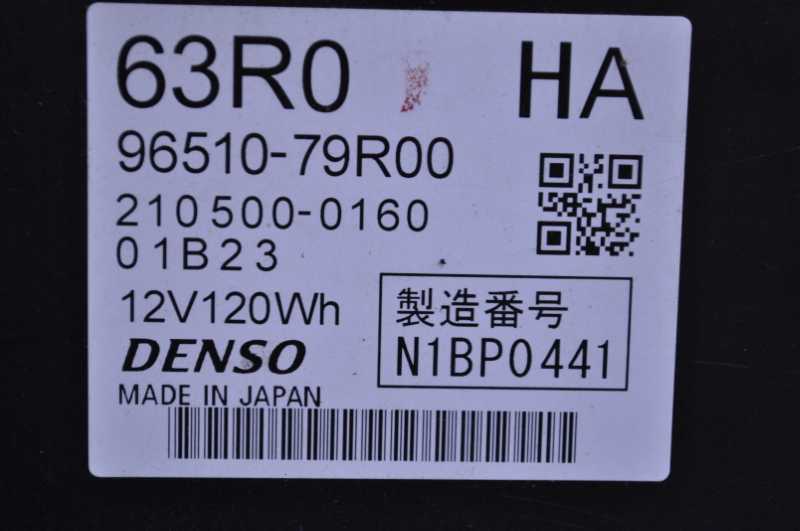 63R0 HA
96510-79R00
210500-0160
01B23
12V120Wh
製造番号
N1BP0441
DENSO
MADE IN JAPAN